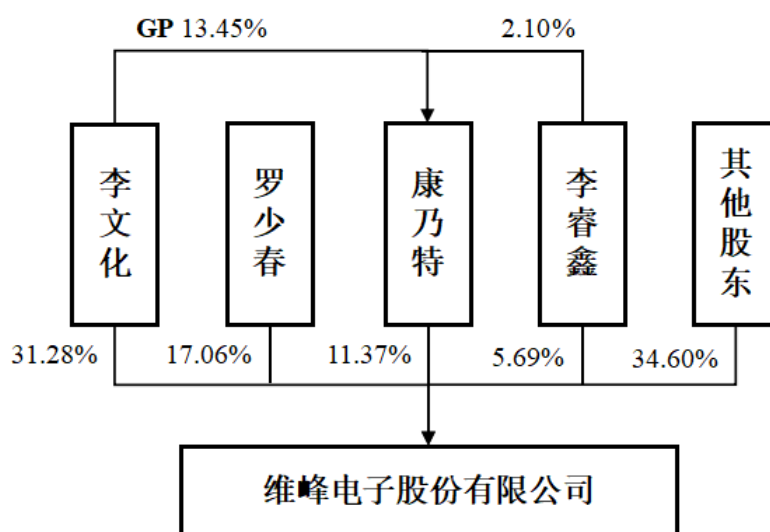 GP 13.45%
2.10%
李文化
罗少春
康乃特
李睿鑫
其他股东
31.28%
17.06%
11.37%
5.69%
34.60%
维峰电子股份有限公司